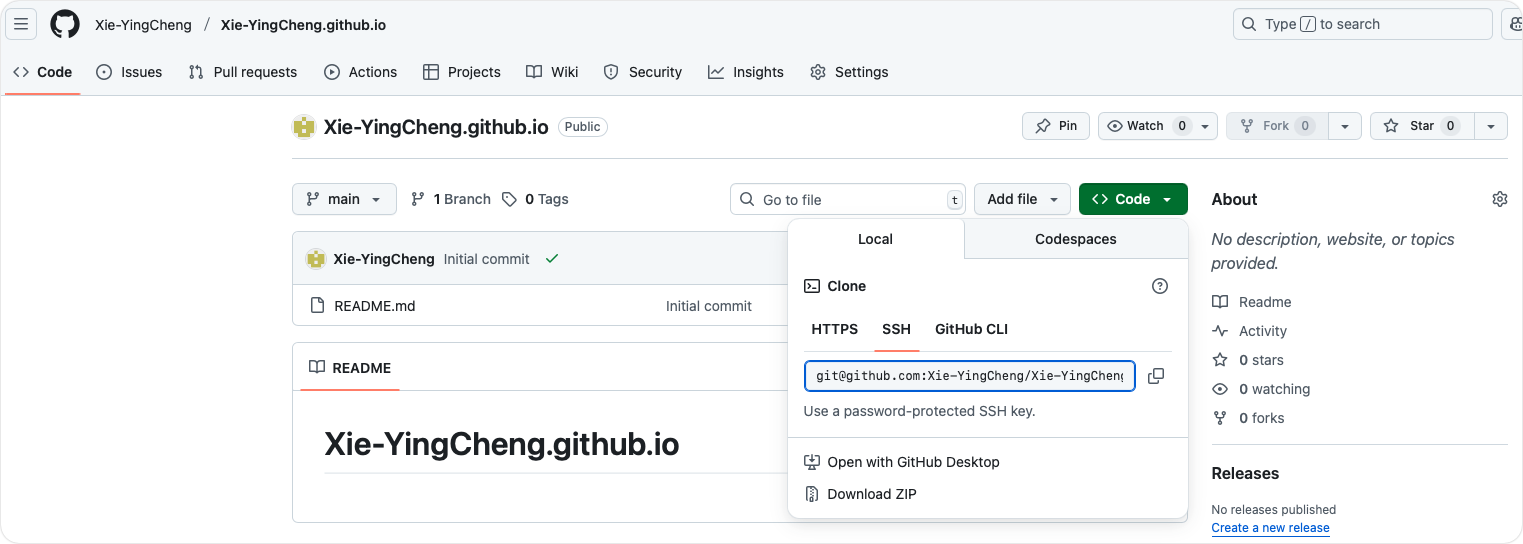 Xie-YingCheng / Xie-YingCheng.github.io
Type / to search
Code Issues Pull requests Actions Projects Wiki Security Insights Settings
Xie-YingCheng.github.io Public
Pin Watch 0 Fork 0 Star 0
main 1 Branch 0 Tags
Go to file t
Add file
Code
Local Codespaces
Xie-YingCheng Initial commit
README.md Initial commit
Clone
HTTPS SSH GitHub CLI
git@github.com:Xie-YingCheng/Xie-YingCheng
Use a password-protected SSH key.
Open with GitHub Desktop
Download ZIP
README
Xie-YingCheng.github.io
About
No description, website, or topics
provided.
Readme
Activity
0 stars
0 watching
0 forks
Releases
No releases published
Create a new release